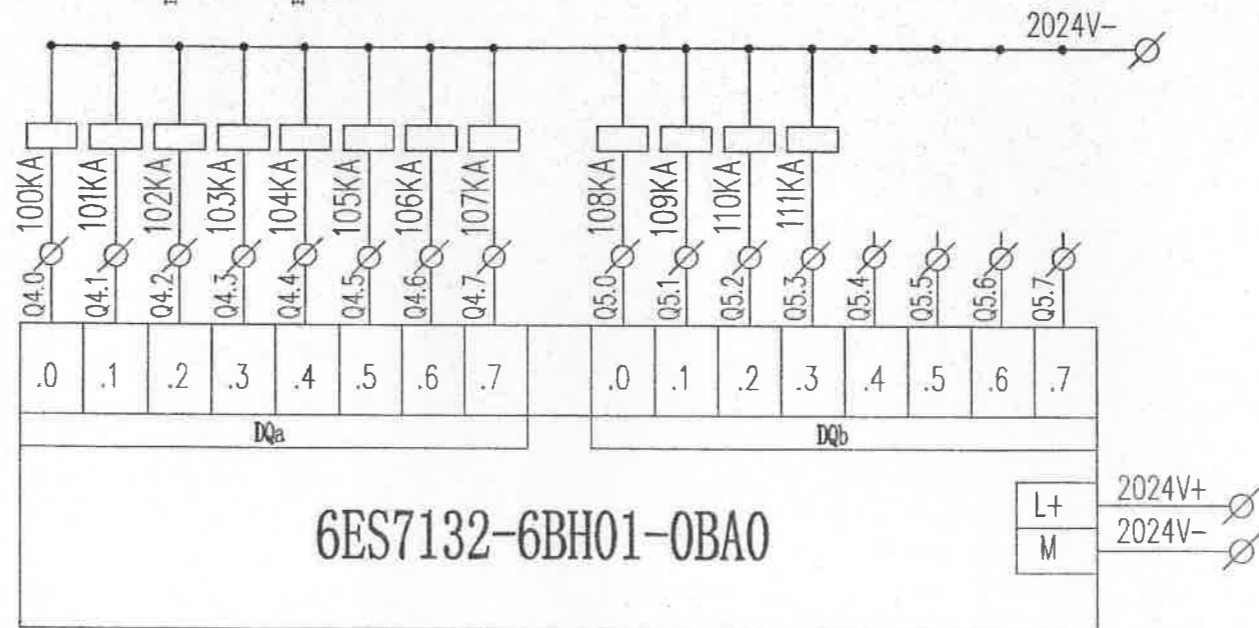 2024V-
100KA 101KA 102KA 103KA 104KA 105KA 106KA 107KA 108KA 109KA 110KA 111KA
Q4.0 Q4.1 Q4.2 Q4.3 Q4.4 Q4.5 Q4.6 Q4.7 Q5.0 Q5.1 Q5.2 Q5.3 Q5.4 Q5.5 Q5.6 Q5.7
.0 .1 .2 .3 .4 .5 .6 .7 .0 .1 .2 .3 .4 .5 .6 .7
DQa DQb
L+ 2024V+
6ES7132-6BH01-0BA0
M 2024V-